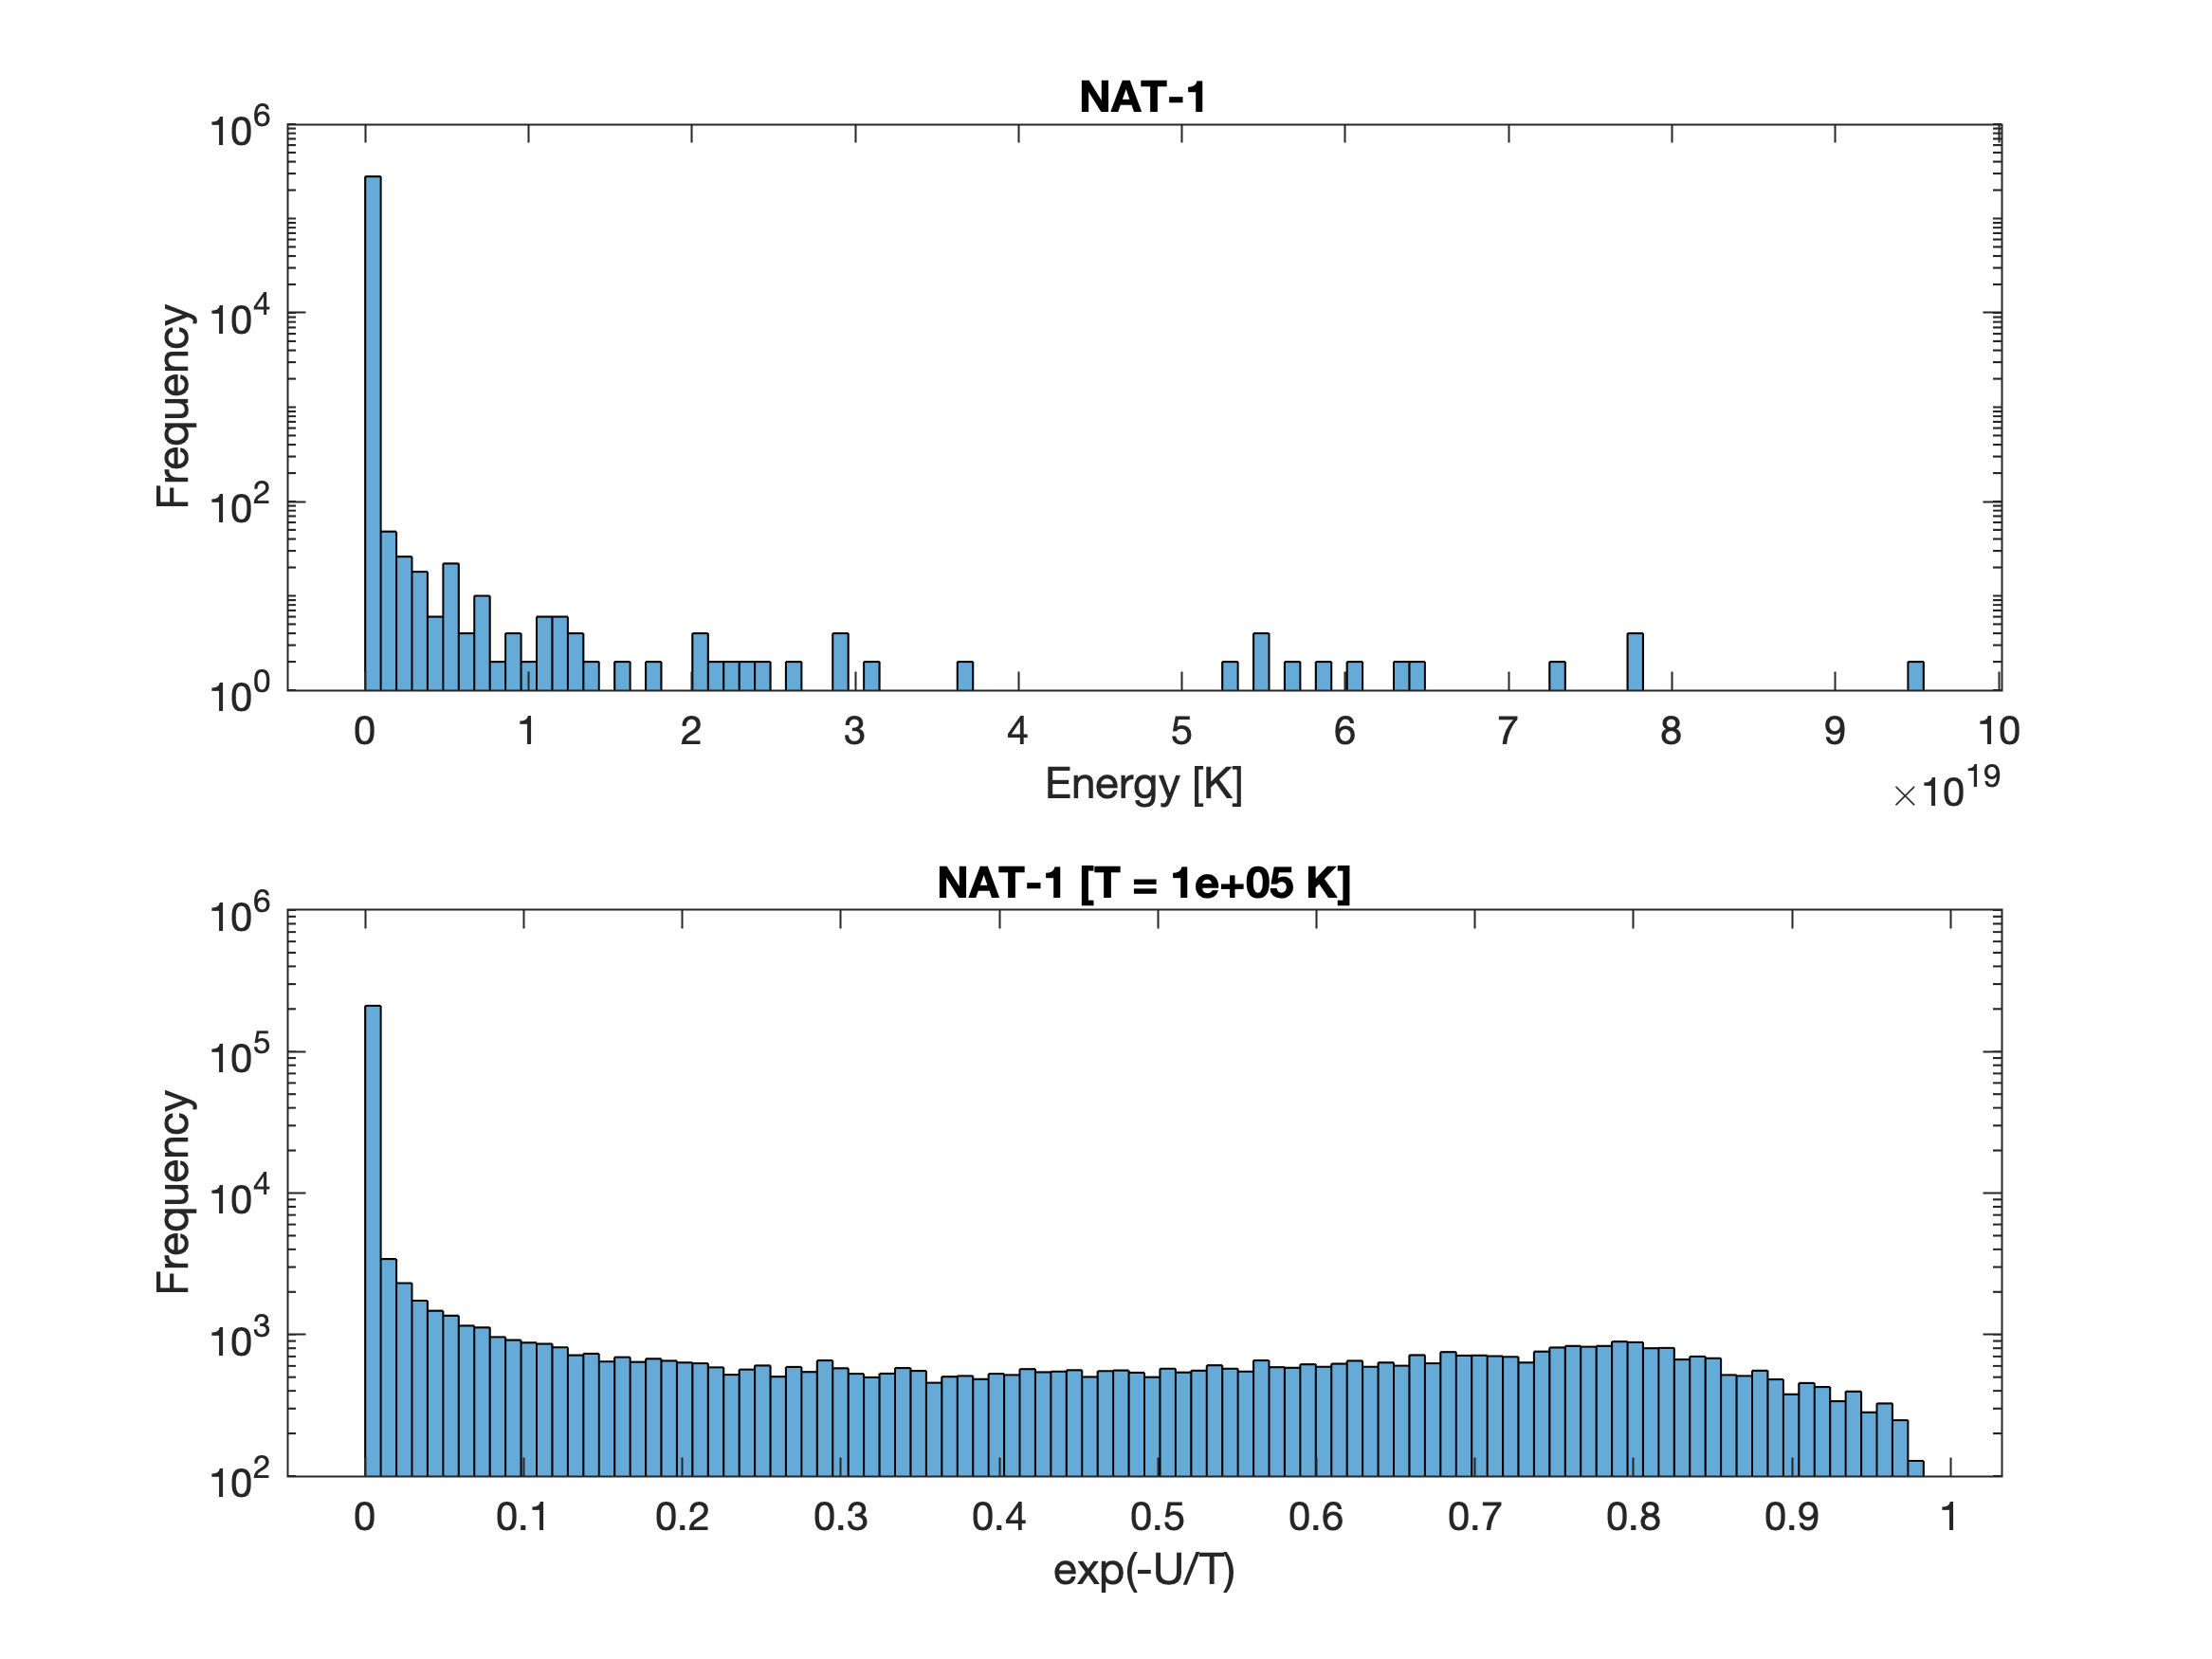 NAT-1
10^6
10^4
10^2
10^0
Frequency
0 1 2 3 4 5 6 7 8 9 10
Energy [K]
×10^19
NAT-1 [T = 1e+05 K]
10^6
10^5
10^4
10^3
10^2
Frequency
0 0.1 0.2 0.3 0.4 0.5 0.6 0.7 0.8 0.9 1
exp(-U/T)